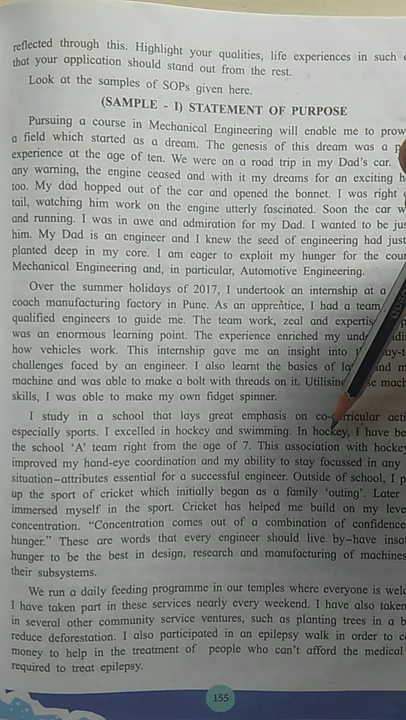 reflected through this. Highlight your qualities, life experiences in such
that your application should stand out from the rest.
Look at the samples of SOPs given here.
(SAMPLE - I) STATEMENT OF PURPOSE
Pursuing a course in Mechanical Engineering will enable me to prow
a field which started as a dream. The genesis of this dream was a p
experience at the age of ten. We were on a road trip in my Dad's car.
any warning, the engine ceased and with it my dreams for an exciting h
too. My dad hopped out of the car and opened the bonnet. I was right
tail, watching him work on the engine utterly fascinated. Soon the car w
and running. I was in awe and admiration for my Dad. I wanted to be jus
him. My Dad is an engineer and I knew the seed of engineering had just
planted deep in my core. I am eager to exploit my hunger for the cour
Mechanical Engineering and, in particular, Automotive Engineering.
Over the summer holidays of 2017, I undertook an internship at a
coach manufacturing factory in Pune. As an apprentice, I had a team
qualified engineers to guide me. The team work, zeal and expertis
was an enormous learning point. The experience enriched my und
how vehicles work. This internship gave me an insight into t ay-t
challenges faced by an engineer. I also learnt the basics of la and m
machine and was able to make a bolt with threads on it. Utilising se mach
skills, I was able to make my own fidget spinner.
I study in a school that lays great emphasis on co-curricular acti
especially sports. I excelled in hockey and swimming. In hockey, I have be
the school 'A' team right from the age of 7. This association with hockey
improved my hand-eye coordination and my ability to stay focussed in any
situation–attributes essential for a successful engineer. Outside of school, I p
up the sport of cricket which initially began as a family 'outing'. Later
immersed myself in the sport. Cricket has helped me build on my leve
concentration. "Concentration comes out of a combination of confidence
hunger." These are words that every engineer should live by–have insa
hunger to be the best in design, research and manufacturing of machines
their subsystems.
We run a daily feeding programme in our temples where everyone is welc
I have taken part in these services nearly every weekend. I have also taken
in several other community service ventures, such as planting trees in a b
reduce deforestation. I also participated in an epilepsy walk in order to c
money to help in the treatment of people who can't afford the medical
required to treat epilepsy.
155